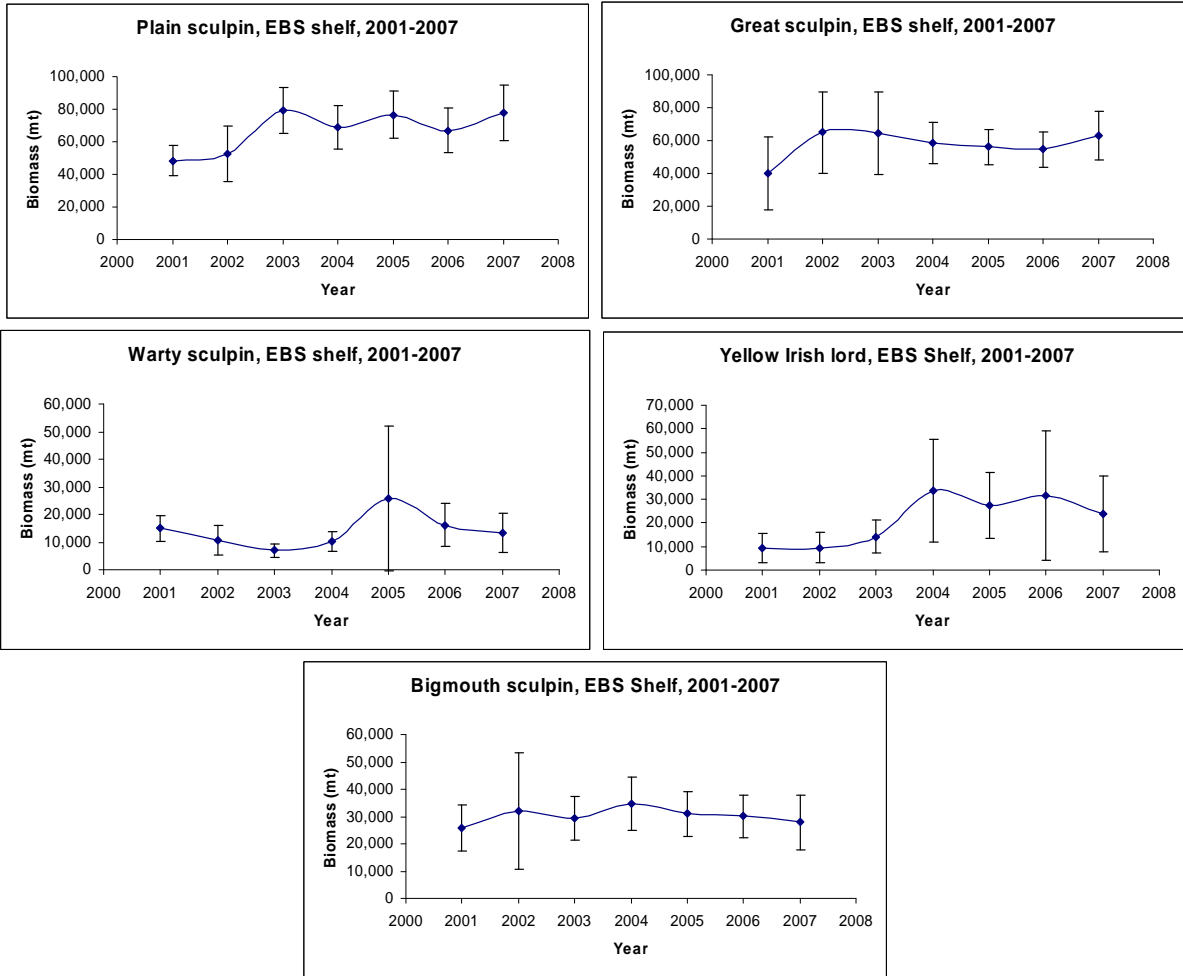 Plain sculpin, EBS shelf, 2001-2007
100,000
80,000
60,000
40,000
20,000
0
Biomass (mt)
2000 2001 2002 2003 2004 2005 2006 2007 2008
Year
Great sculpin, EBS shelf, 2001-2007
100,000
80,000
60,000
40,000
20,000
0
Biomass (mt)
2000 2001 2002 2003 2004 2005 2006 2007 2008
Year
Warty sculpin, EBS shelf, 2001-2007
60,000
50,000
40,000
30,000
20,000
10,000
0
Biomass (mt)
2000 2001 2002 2003 2004 2005 2006 2007 2008
Year
Yellow Irish lord, EBS Shelf, 2001-2007
70,000
60,000
50,000
40,000
30,000
20,000
10,000
0
Biomass (mt)
2000 2001 2002 2003 2004 2005 2006 2007 2008
Year
Bigmouth sculpin, EBS Shelf, 2001-2007
60,000
50,000
40,000
30,000
20,000
10,000
0
Biomass (mt)
2000 2001 2002 2003 2004 2005 2006 2007 2008
Year